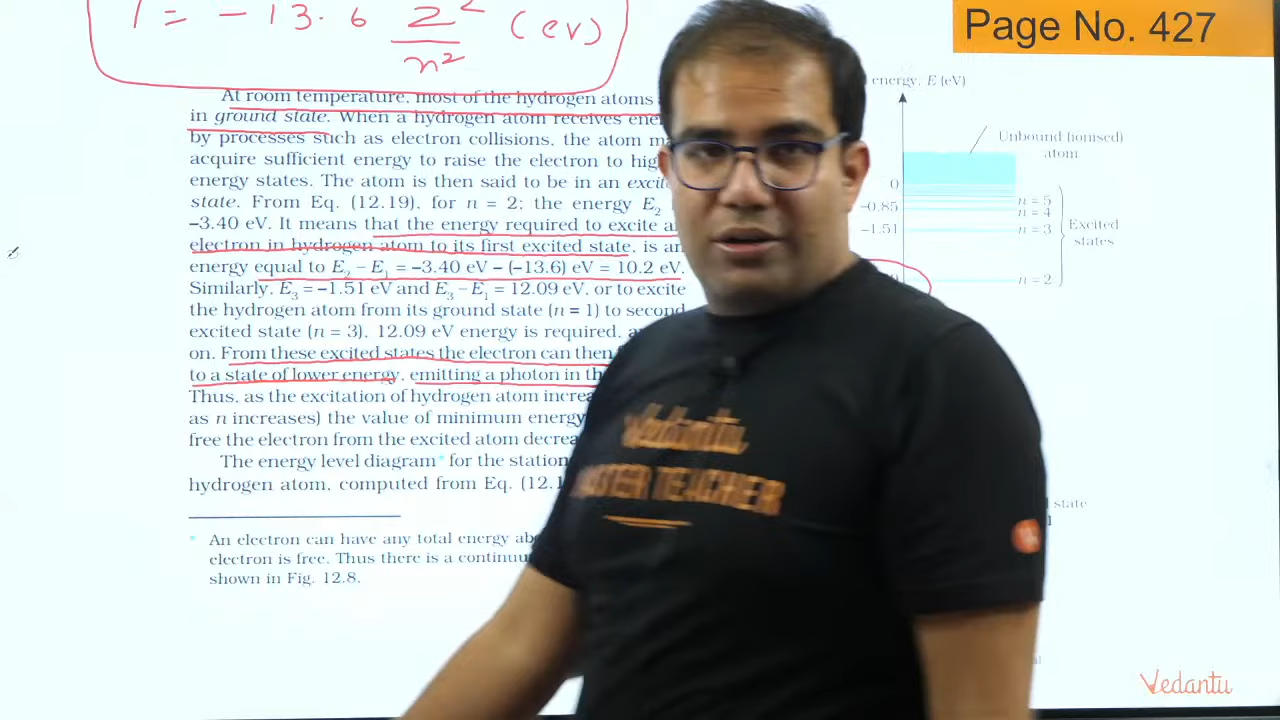 = - 13.6 Z²/n² (ev)
Page No. 427
At room temperature, most of the hydrogen atoms
in ground state. When a hydrogen atom receives
by processes such as electron collisions, the atom
acquire sufficient energy to raise the electron to
energy states. The atom is then said to be in an
state. From Eq. (12.19), for n = 2; the energy E2
–3.40 eV. It means that the energy required to excite
electron in hydrogen atom to its first excited state, is an
energy equal to E2 – E1 = –3.40 eV – (–13.6) eV = 10.2 eV.
Similarly, E3 = –1.51 eV and E3 – E1 = 12.09 eV, or to excite
the hydrogen atom from its ground state (n = 1) to second
excited state (n = 3), 12.09 eV energy is required,
on. From these excited states the electron can then
to a state of lower energy, emitting a photon in
Thus, as the excitation of hydrogen atom
as n increases) the value of minimum energy
free the electron from the excited atom
The energy level diagram* for the
hydrogen atom, computed from Eq.
* An electron can have any total energy
electron is free. Thus there is a
shown in Fig. 12.8.
energy, E (eV)
Unbound (ionised)
atom
0
–0.85
–1.51
n = 5
n = 4
n = 3
n = 2
Excited
states
state
Vedantu
MASTER TEACHER
Vedantu